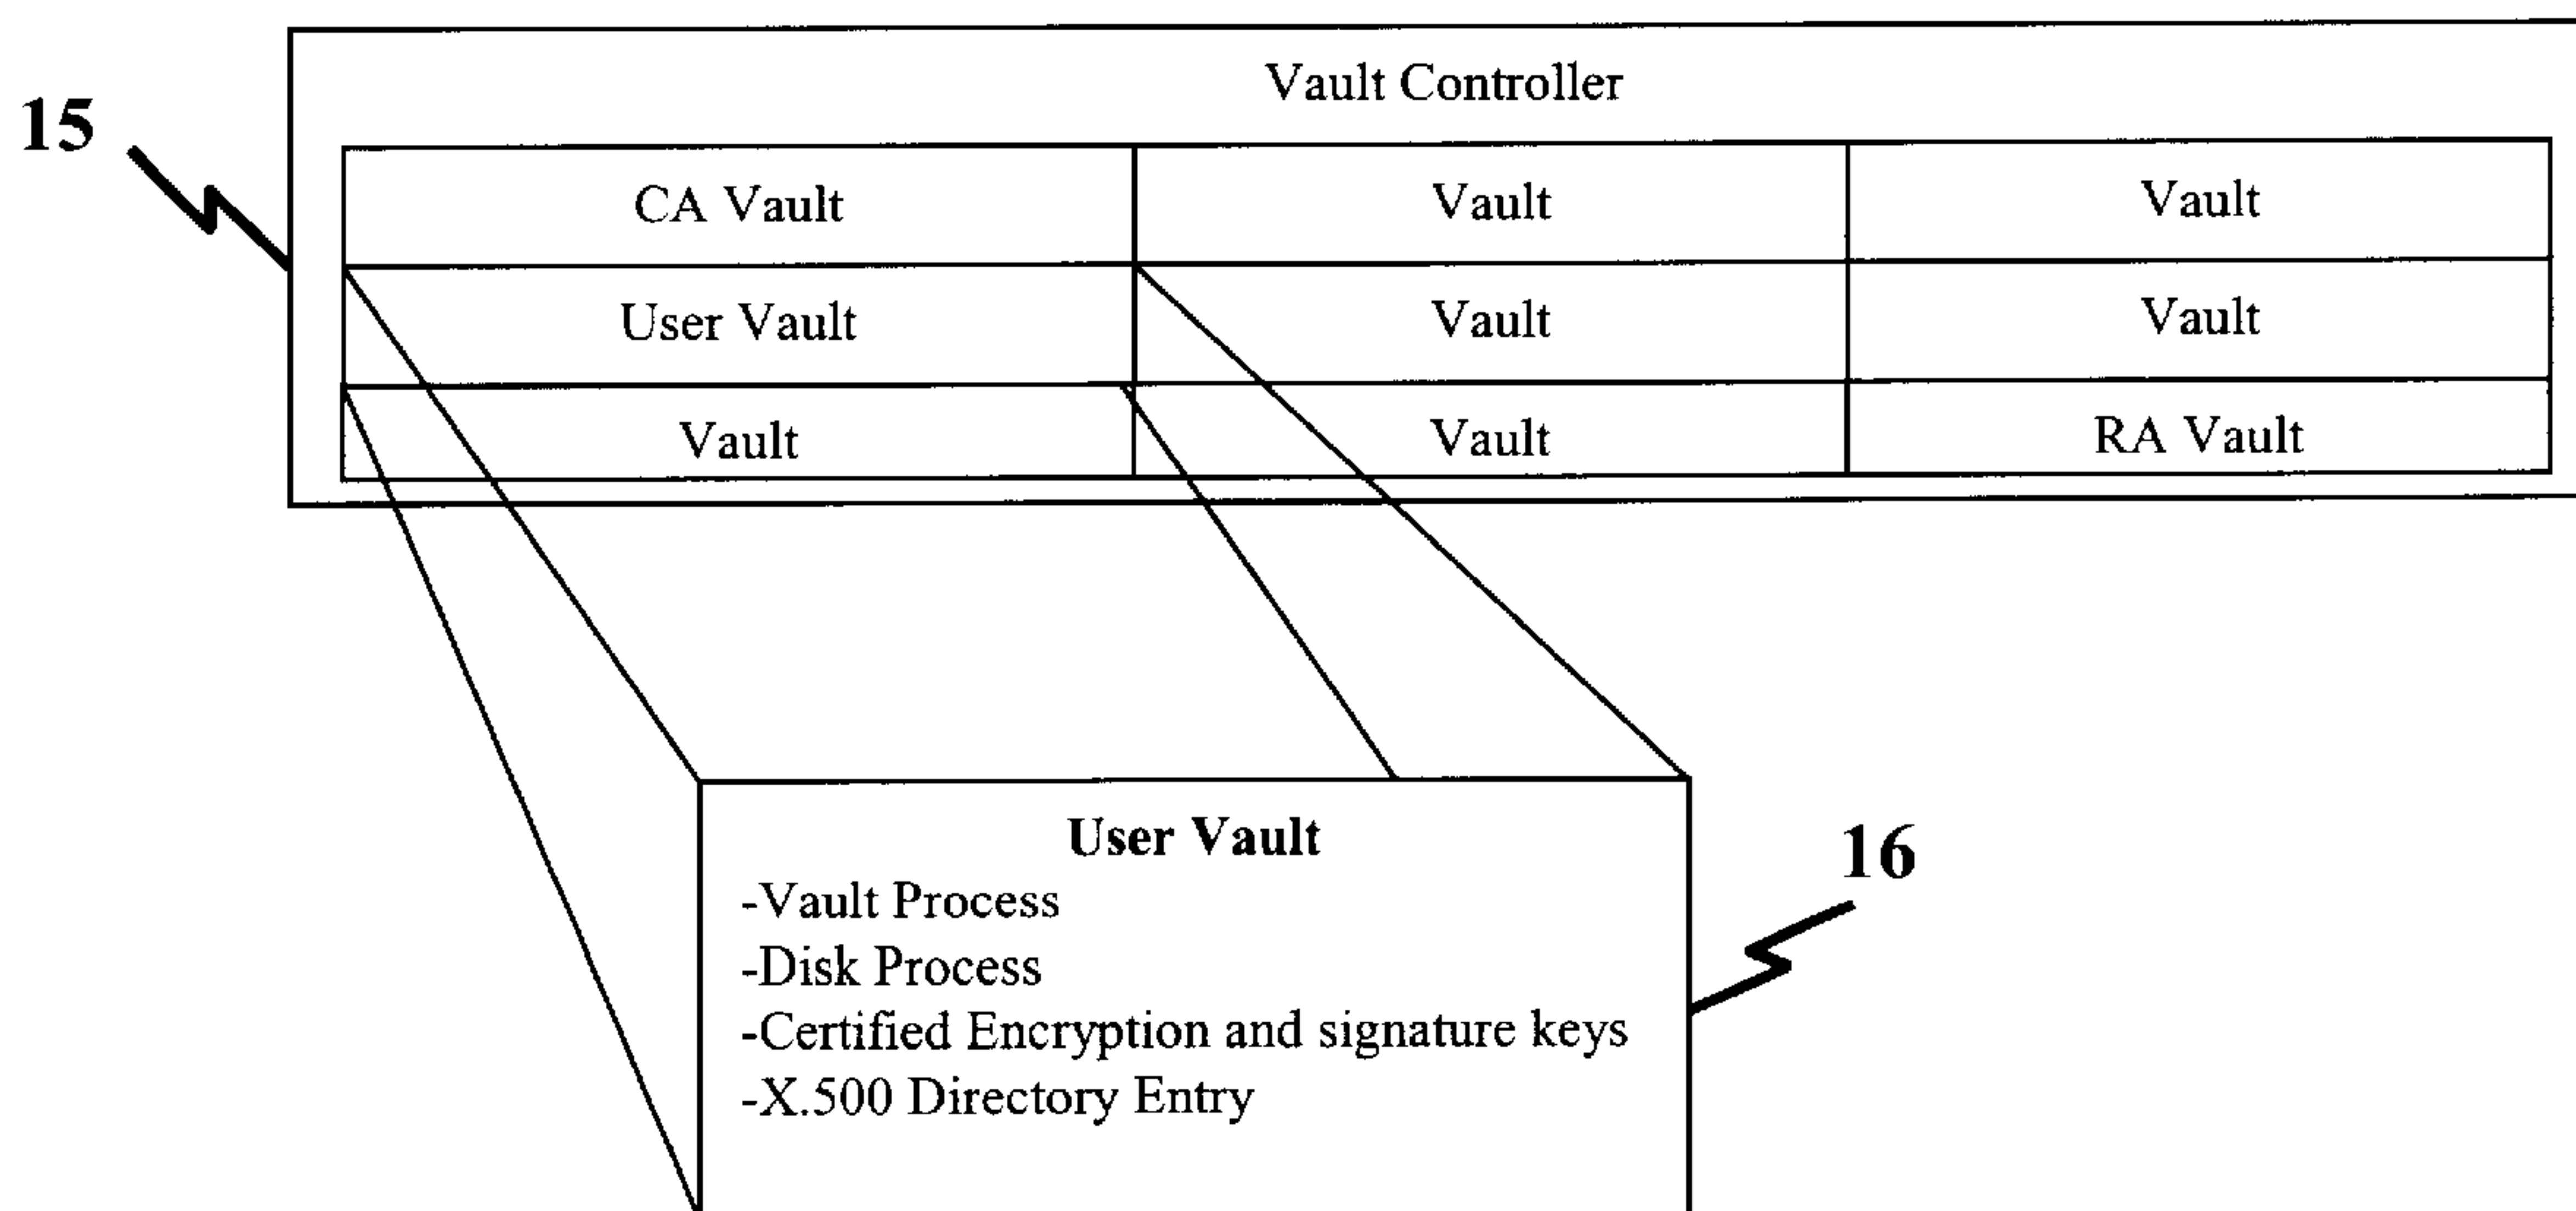 Vault Controller
15
CA Vault Vault Vault
User Vault Vault Vault
Vault Vault RA Vault
User Vault
16
-Vault Process
-Disk Process
-Certified Encryption and signature keys
-X.500 Directory Entry